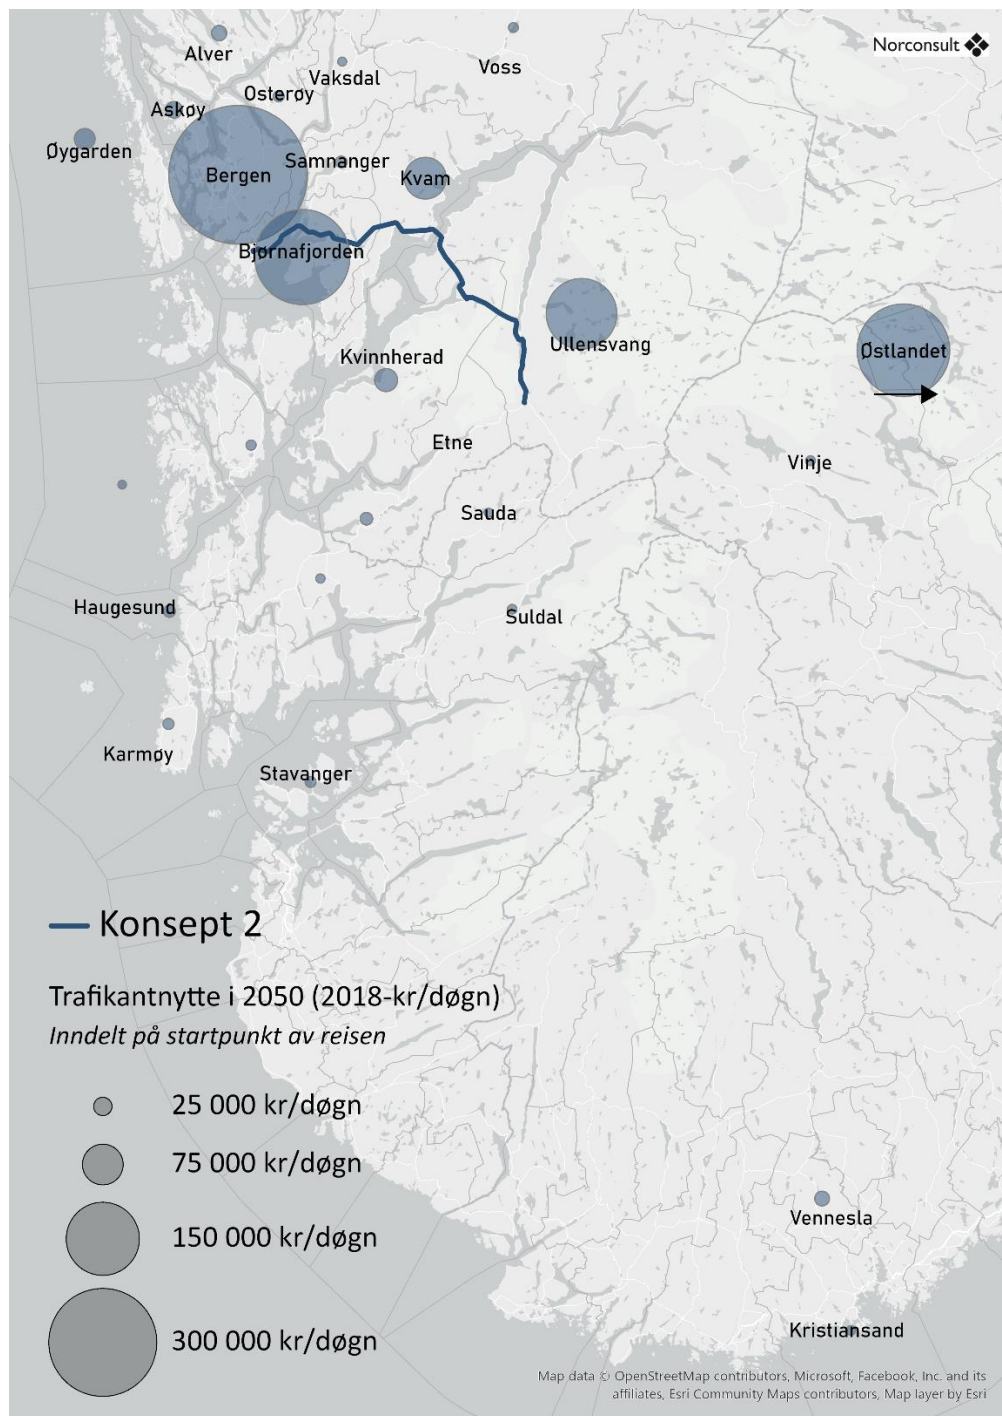 Norconsult
Alver
Voss
Vaksdal
Osterøy
Askøy
Øygarden
Samnanger
Bergen
Kvam
Bjørnafjorden
Ullensvang
Østlandet
Kvinnherad
Etne
Vinje
Sauda
Haugesund
Suldal
Karmøy
Stavanger
Konsept 2
Trafikantnytte i 2050 (2018-kr/døgn)
Inndelt på startpunkt av reisen
25 000 kr/døgn
75 000 kr/døgn
150 000 kr/døgn
300 000 kr/døgn
Vennesla
Kristiansand
Map data © OpenStreetMap contributors, Microsoft, Facebook, Inc. and its
affiliates, Esri Community Maps contributors, Map layer by Esri